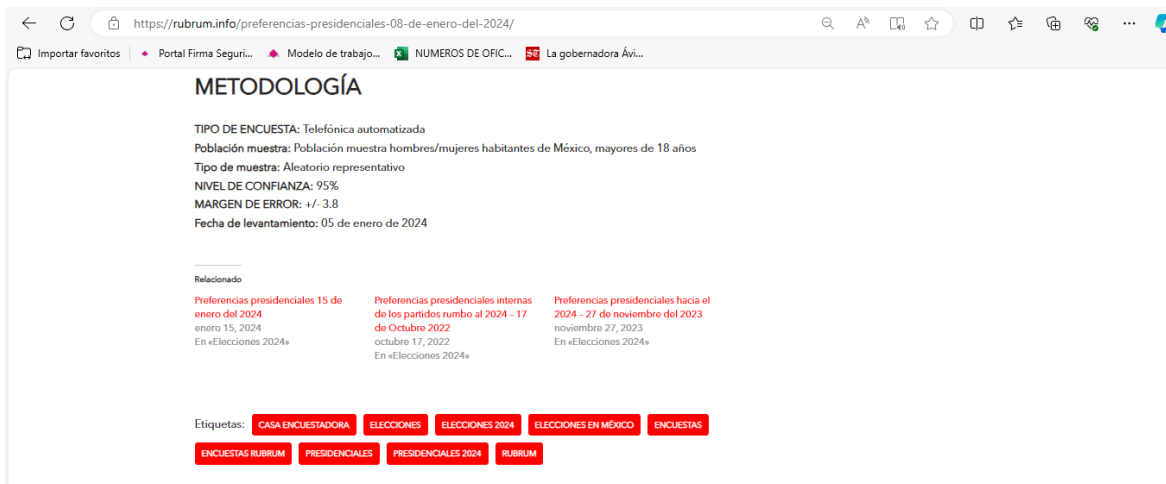 https://rubrum.info/preferencias-presidenciales-08-de-enero-del-2024/
Importar favoritos Portal Firma Seguri... Modelo de trabajo... NUMEROS DE OFIC... La gobernadora Ávi...
METODOLOGÍA
TIPO DE ENCUESTA: Telefónica automatizada
Población muestra: Población muestra hombres/mujeres habitantes de México, mayores de 18 años
Tipo de muestra: Aleatorio representativo
NIVEL DE CONFIANZA: 95%
MARGEN DE ERROR: +/- 3.8
Fecha de levantamiento: 05 de enero de 2024
Relacionado
Preferencias presidenciales 15 de
enero del 2024
enero 15, 2024
En «Elecciones 2024»
Preferencias presidenciales internas
de los partidos rumbo al 2024 – 17
de Octubre 2022
octubre 17, 2022
En «Elecciones 2024»
Preferencias presidenciales hacia el
2024 – 27 de noviembre del 2023
noviembre 27, 2023
En «Elecciones 2024»
Etiquetas: CASA ENCUESTADORA ELECCIONES ELECCIONES 2024 ELECCIONES EN MÉXICO ENCUESTAS
ENCUESTAS RUBRUM PRESIDENCIALES PRESIDENCIALES 2024 RUBRUM